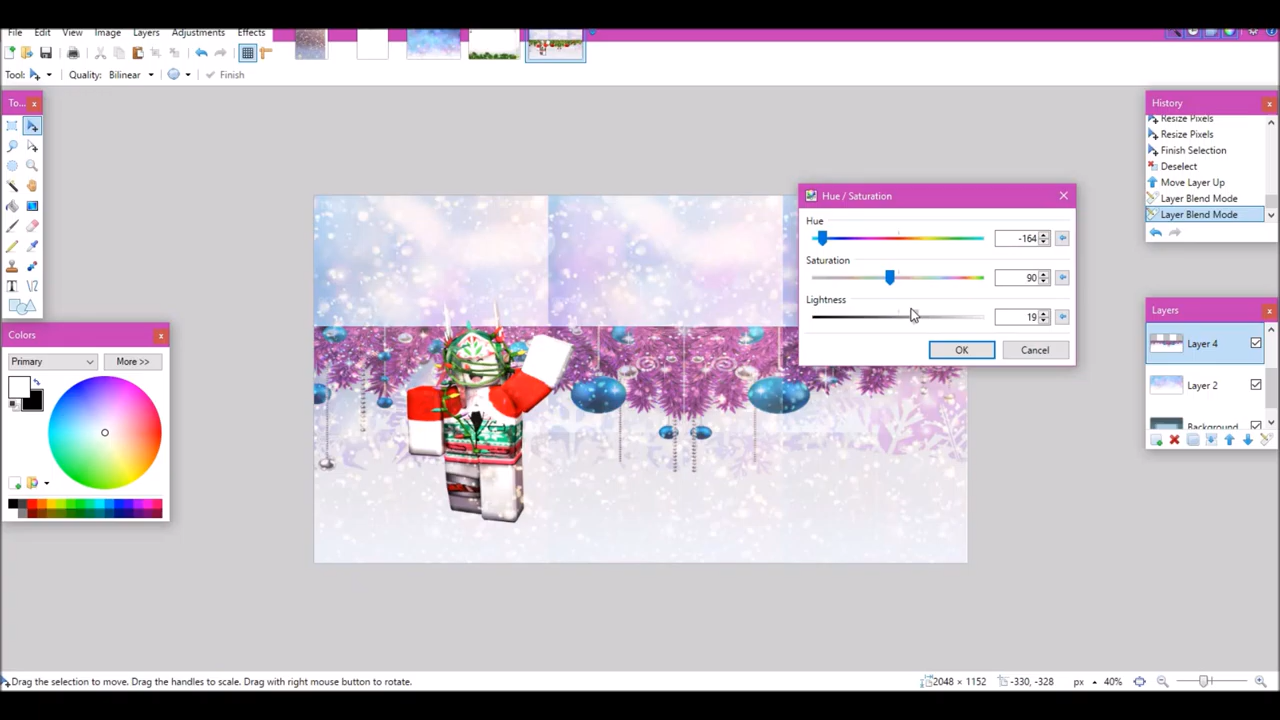 File Edit View Image Layers Adjustments Effects
Tool: Quality: Bilinear Finish
To...
History
Resize Pixels
Resize Pixels
Finish Selection
Deselect
Move Layer Up
Layer Blend Mode
Layer Blend Mode
Hue / Saturation
Hue
-164
Saturation
90
Lightness
19
OK Cancel
Layers
Layer 4
Layer 2
Background
Colors
Primary More >>
Drag the selection to move. Drag the handles to scale. Drag with right mouse button to rotate.
2048 × 1152 -330, -328 px 40%